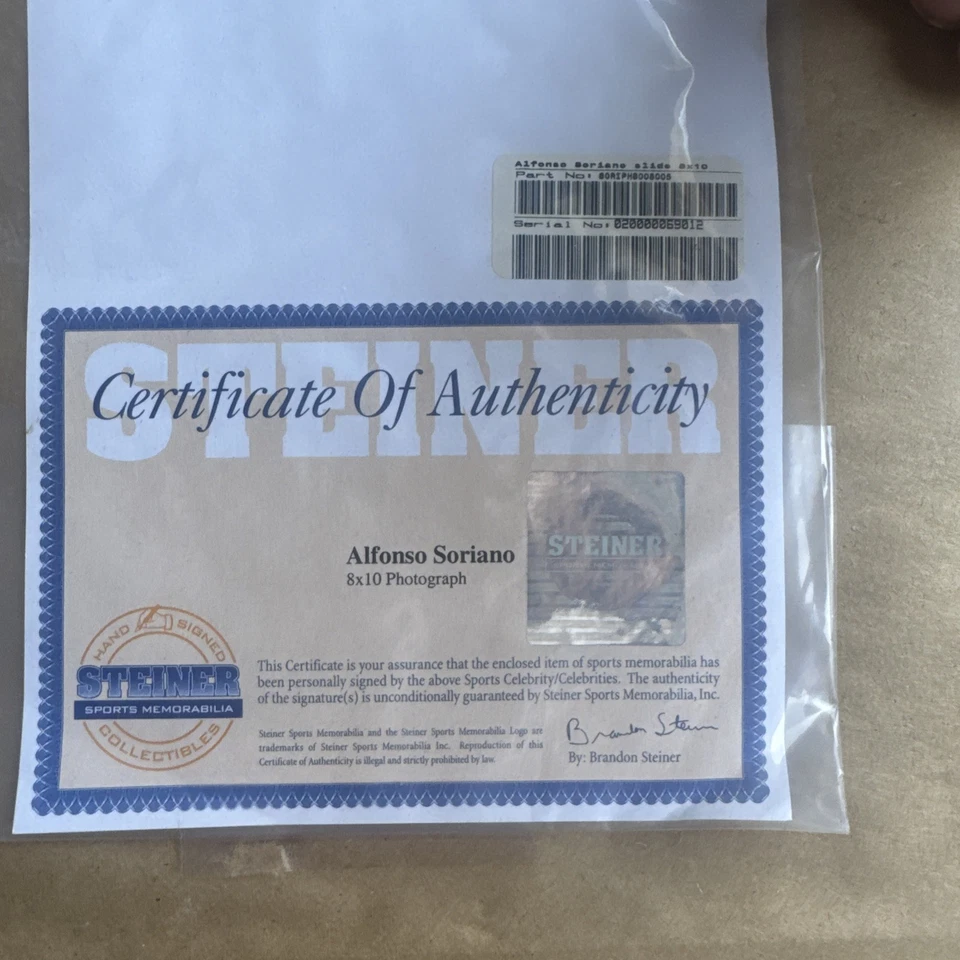 Alfonso Soriano slide 8x10
Part No: SORIPH8008005
Serial No: 020000069012
STEINER
Certificate Of Authenticity
STEINER
Alfonso Soriano
8x10 Photograph
HAND SIGNED
STEINER
SPORTS MEMORABILIA
COLLECTIBLES
This Certificate is your assurance that the enclosed item of sports memorabilia has
been personally signed by the above Sports Celebrity/Celebrities. The authenticity
of the signature(s) is unconditionally guaranteed by Steiner Sports Memorabilia, Inc.
Steiner Sports Memorabilia and the Steiner Sports Memorabilia Logo are
trademarks of Steiner Sports Memorabilia Inc. Reproduction of this
Certificate of Authenticity is illegal and strictly prohibited by law.
Brandon Steiner
By: Brandon Steiner